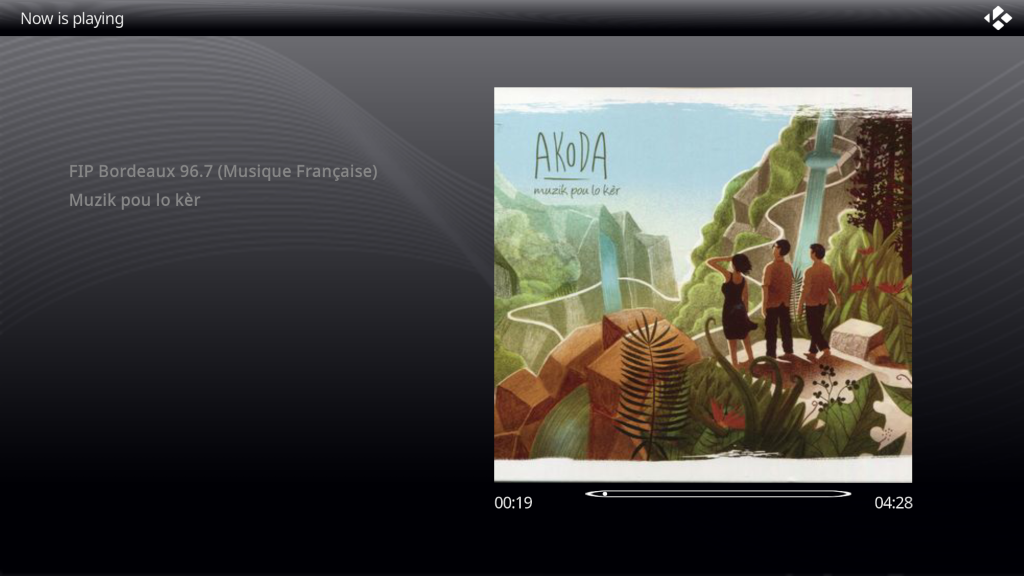 Now is playing
FIP Bordeaux 96.7 (Musique Française)
Muzik pou lo kèr
AKODA
muzik pou lo kèr
00:19
04:28